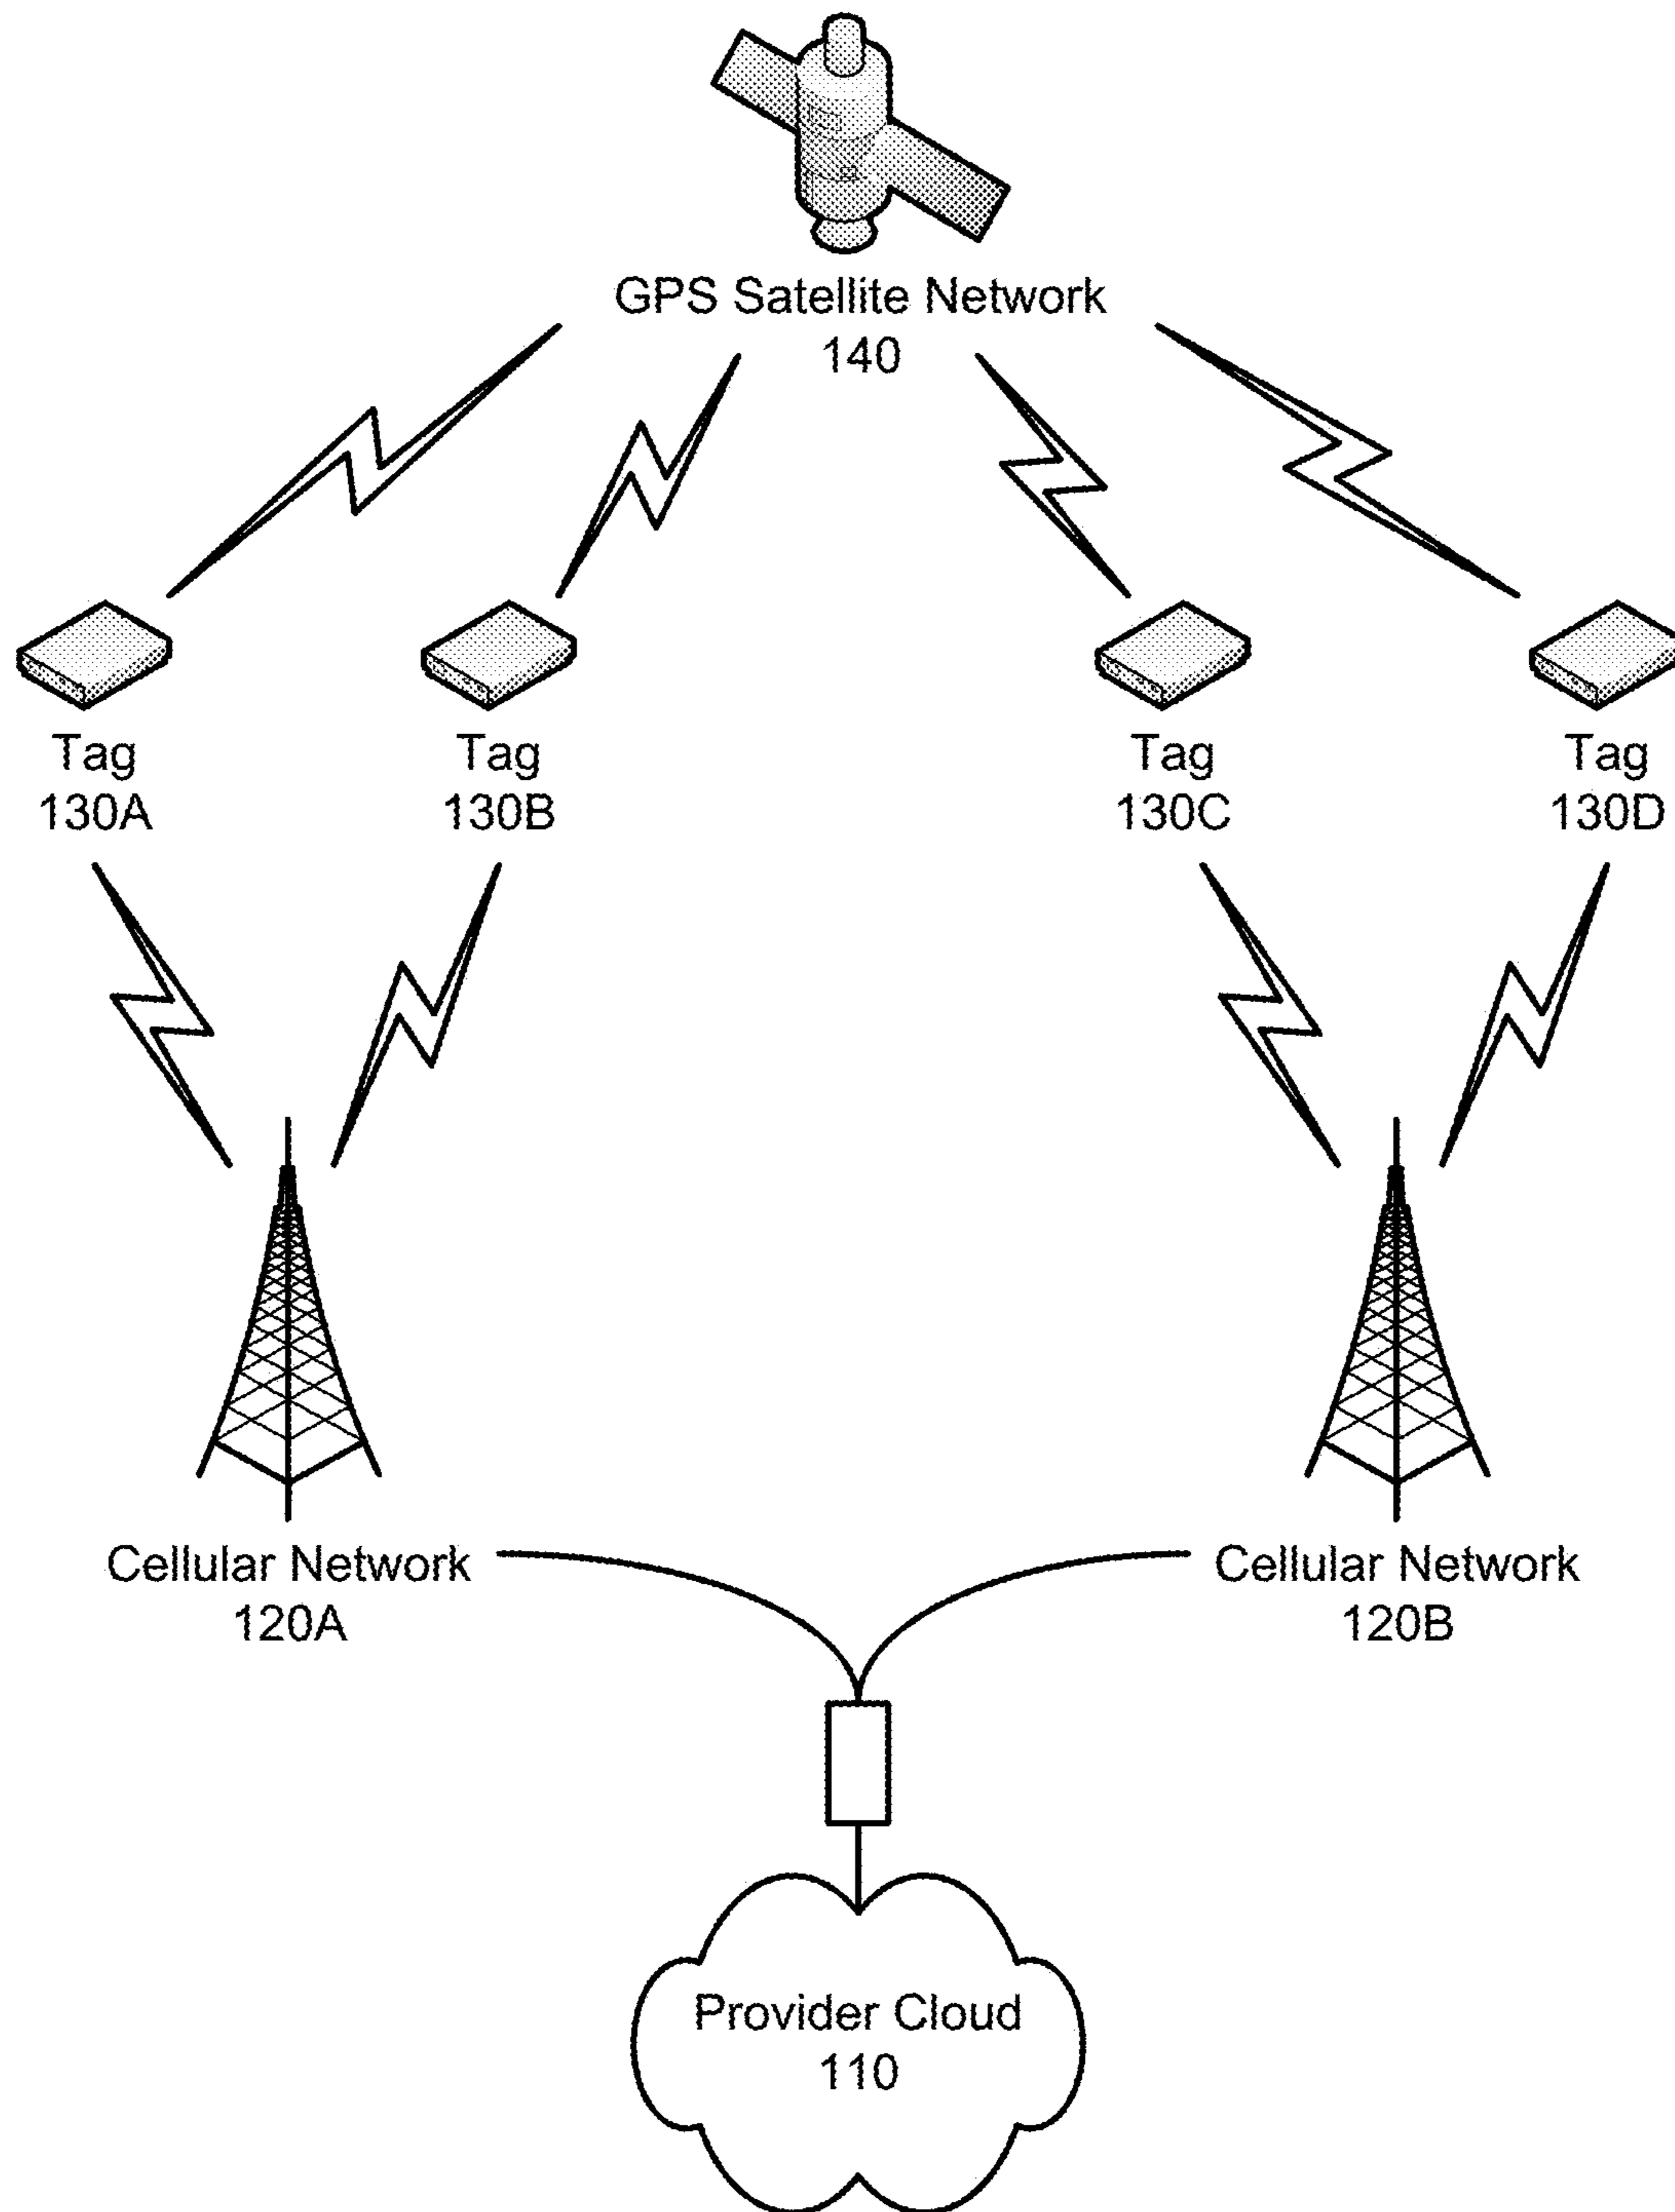 GPS Satellite Network
140
Tag
130A
Tag
130B
Tag
130C
Tag
130D
Cellular Network
120A
Cellular Network
120B
Provider Cloud
110